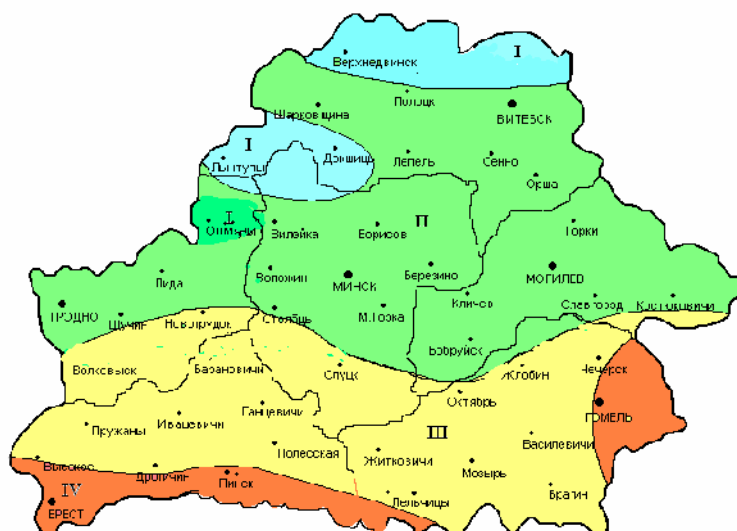 I
Верхнедвинск
Полоцк
Шарковщина
ВИТЕБСК
I
Докшицы
Лынтупы
Лепель
Сенно
Орша
I
Ошмяны
Вилейка
Борисов
П
Горки
Лида
Воложин
МИНСК
Березино
МОГИЛЕВ
ГРОДНО
Щучин
Новогрудок
Столбцы
М.Горка
Кличев
Славгород
Костюковичи
Бобруйск
Волковыск
Барановичи
Слуцк
Жлобин
Чечерск
Октябрь
ГОМЕЛЬ
Ганцевичи
Пружаны
Ивацевичи
III
Василевичи
Полесская
Житковичи
Мозырь
Высокое
Дрогичин
Пинск
IV
Лельчицы
Брагин
БРЕСТ